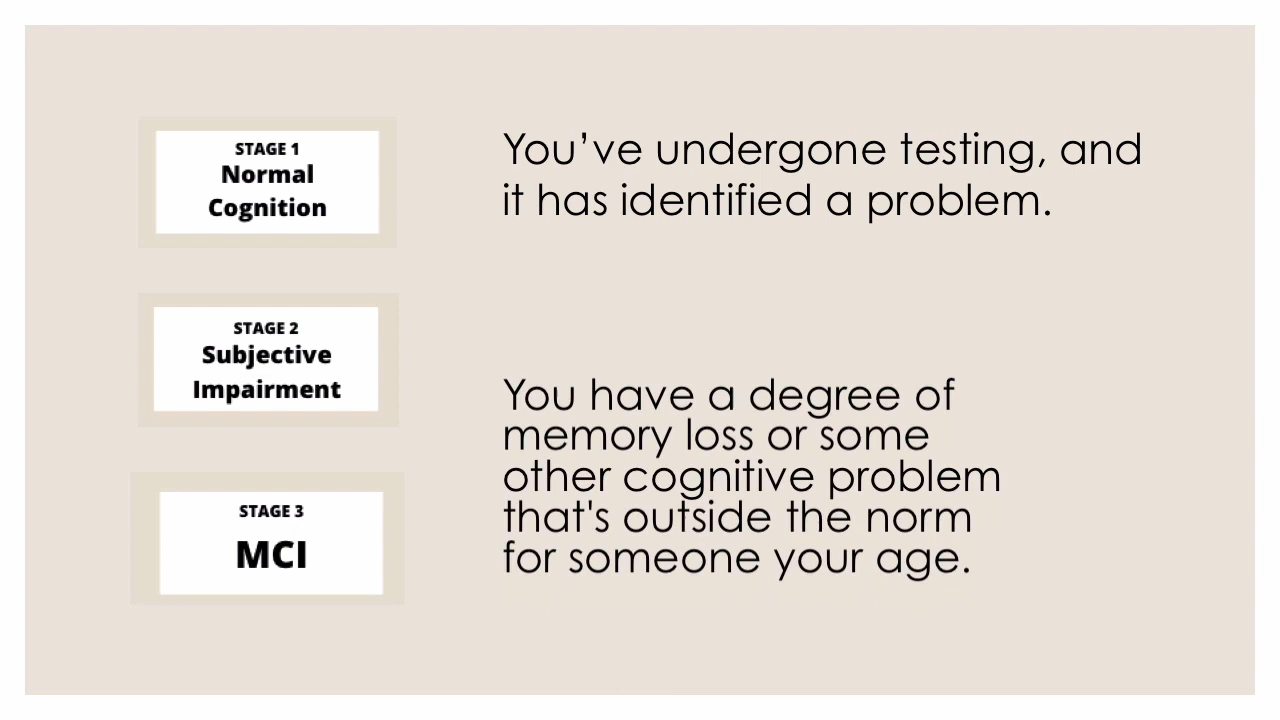 STAGE 1
Normal
Cognition
STAGE 2
Subjective
Impairment
STAGE 3
MCI
You’ve undergone testing, and
it has identified a problem.
You have a degree of
memory loss or some
other cognitive problem
that's outside the norm
for someone your age.